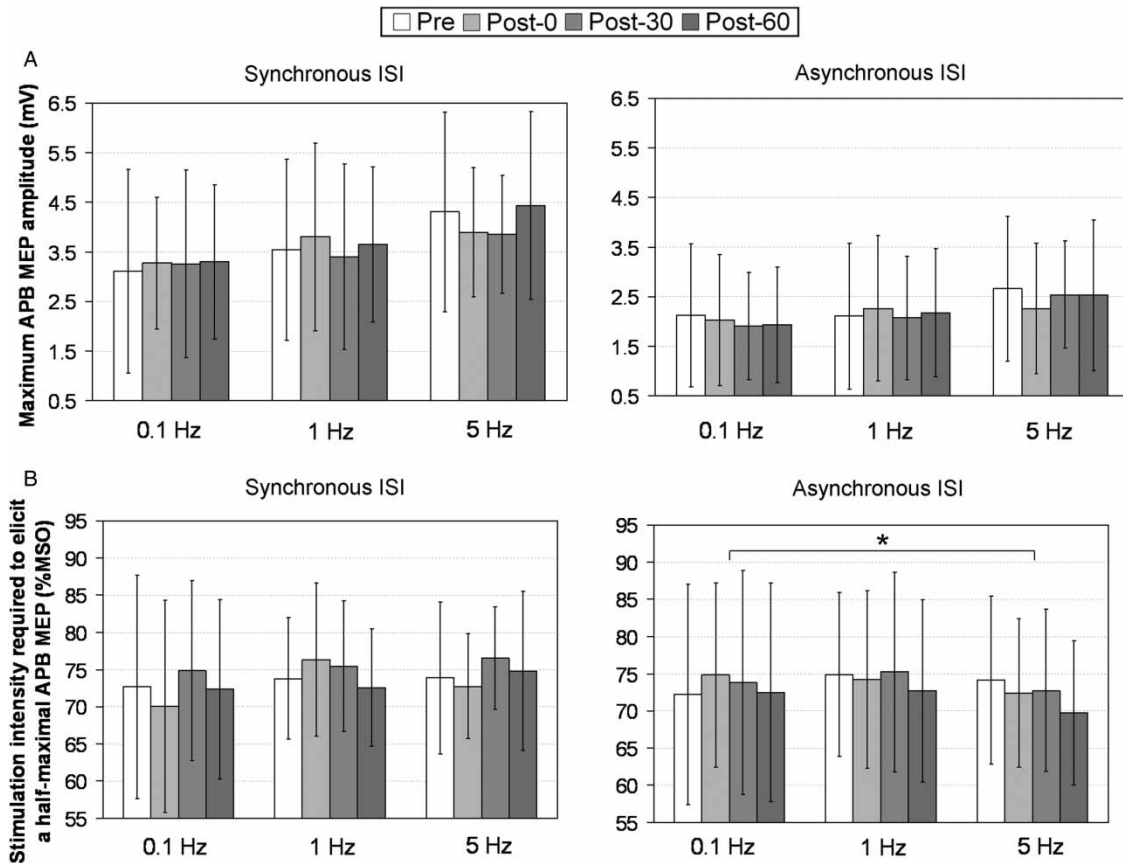 Pre Post-0 Post-30 Post-60
A
Synchronous ISI
Maximum APB MEP amplitude (mV)
6.5
5.5
4.5
3.5
2.5
1.5
0.5
0.1 Hz 1 Hz 5 Hz
Asynchronous ISI
6.5
5.5
4.5
3.5
2.5
1.5
0.5
0.1 Hz 1 Hz 5 Hz
B
Synchronous ISI
Stimulation intensity required to elicit
a half-maximal APB MEP (%MSO)
95
90
85
80
75
70
65
60
55
0.1 Hz 1 Hz 5 Hz
Asynchronous ISI
95
90
85
80
75
70
65
60
55
*
0.1 Hz 1 Hz 5 Hz